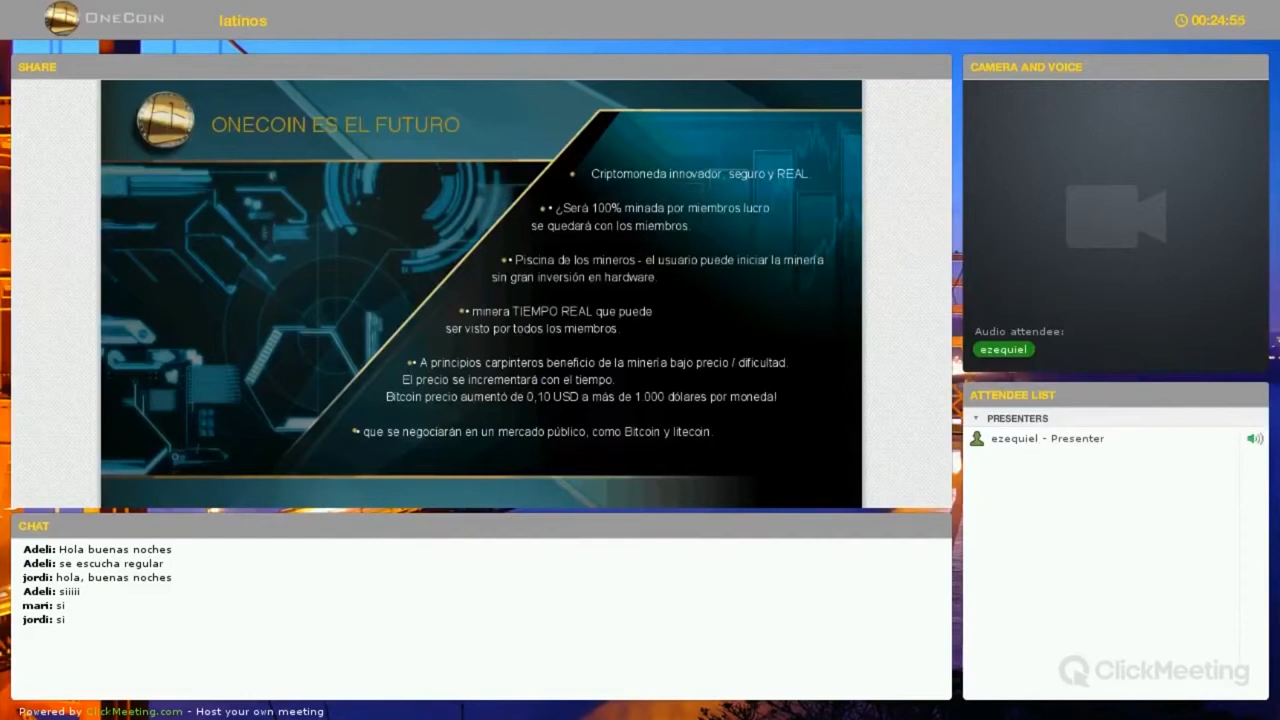 ONECOIN
latinos
00:24:55
SHARE
ONECOIN ES EL FUTURO
• Criptomoneda innovador, seguro y REAL
•• ¿Será 100% minada por miembros lucro
se quedará con los miembros.
•• Piscina de los mineros - el usuario puede iniciar la minería
sin gran inversión en hardware.
•• minera TIEMPO REAL que puede
ser visto por todos los miembros.
•• A principios carpinteros beneficio de la minería bajo precio / dificultad.
El precio se incrementará con el tiempo.
Bitcoin precio aumentó de 0,10 USD a más de 1.000 dólares por moneda!
•• que se negociarán en un mercado público, como Bitcoin y litecoin.
CAMERA AND VOICE
Audio attendee:
ezequiel
ATTENDEE LIST
PRESENTERS
ezequiel - Presenter
CHAT
Adeli: Hola buenas noches
Adeli: se escucha regular
jordi: hola, buenas noches
Adeli: siiiii
mari: si
jordi: si
ClickMeeting
Powered by ClickMeeting.com - Host your own meeting